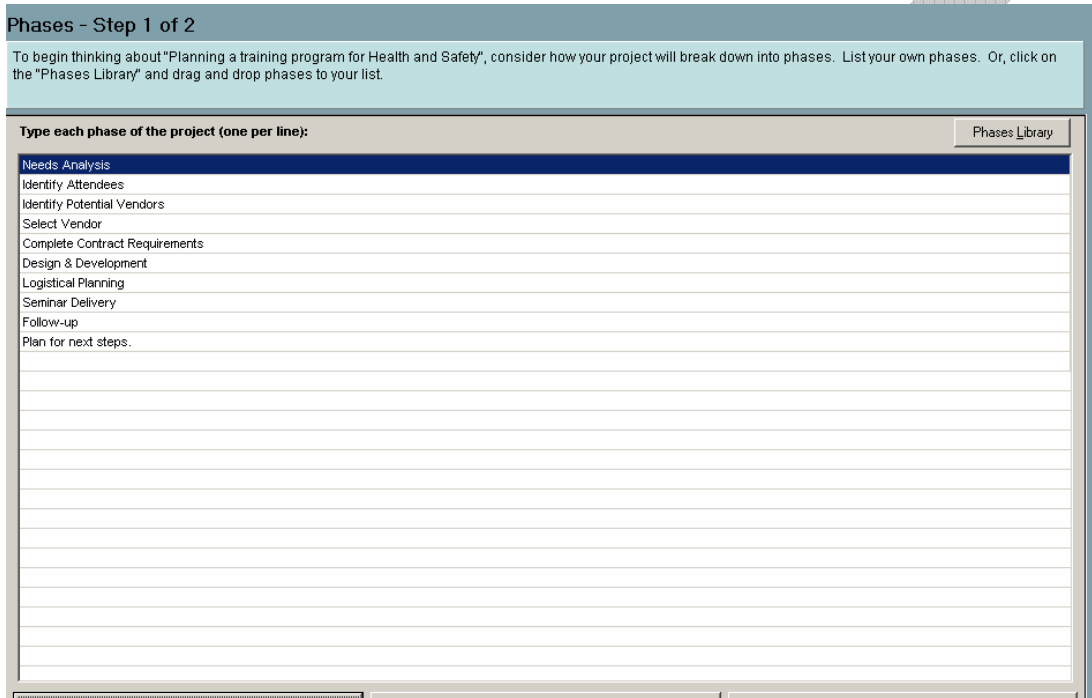 Phases - Step 1 of 2
To begin thinking about "Planning a training program for Health and Safety", consider how your project will break down into phases.  List your own phases.  Or, click on
the "Phases Library" and drag and drop phases to your list.
Type each phase of the project (one per line):
Phases Library
Needs Analysis
Identify Attendees
Identify Potential Vendors
Select Vendor
Complete Contract Requirements
Design & Development
Logistical Planning
Seminar Delivery
Follow-up
Plan for next steps.